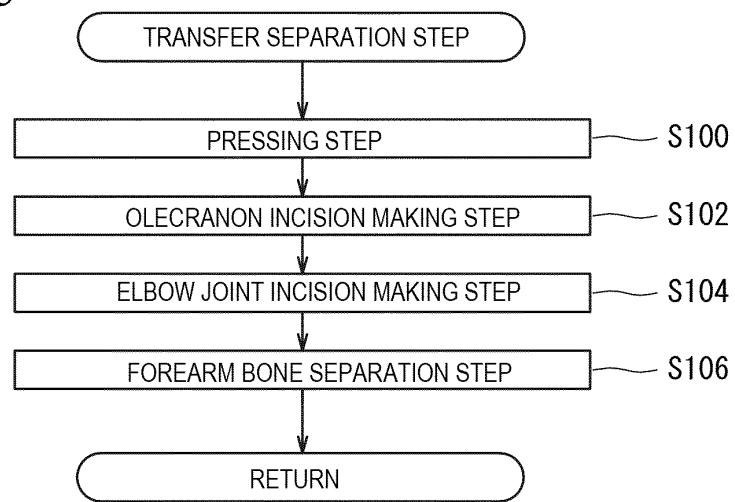 TRANSFER SEPARATION STEP
PRESSING STEP S100
OLECRANON INCISION MAKING STEP S102
ELBOW JOINT INCISION MAKING STEP S104
FOREARM BONE SEPARATION STEP S106
RETURN